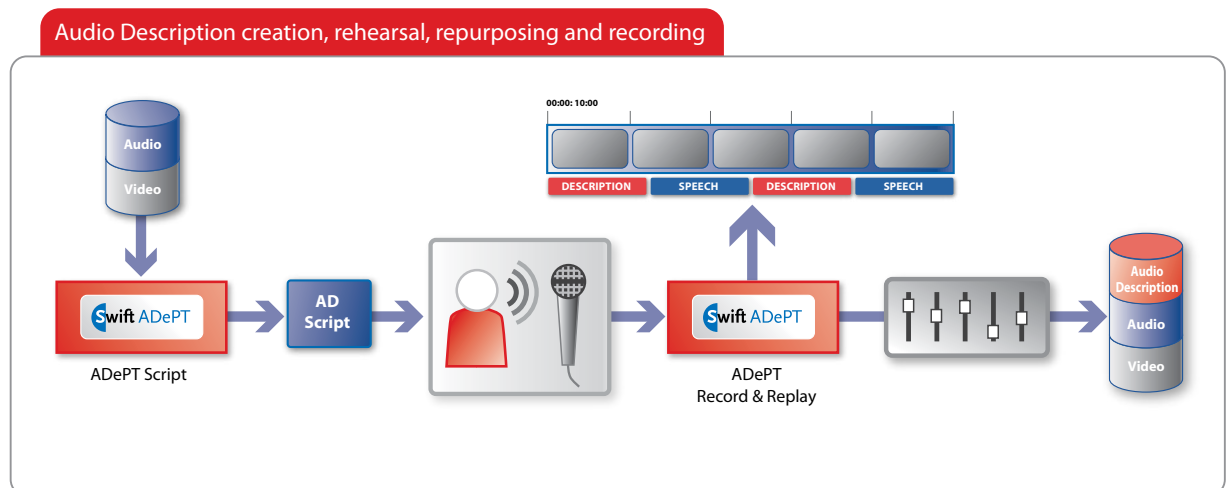 Audio Description creation, rehearsal, repurposing and recording
00:00: 10:00
Audio
Video
DESCRIPTION
SPEECH
DESCRIPTION
SPEECH
Swift ADePT
ADePT Script
AD
Script
Swift ADePT
ADePT
Record & Replay
Audio
Description
Audio
Video